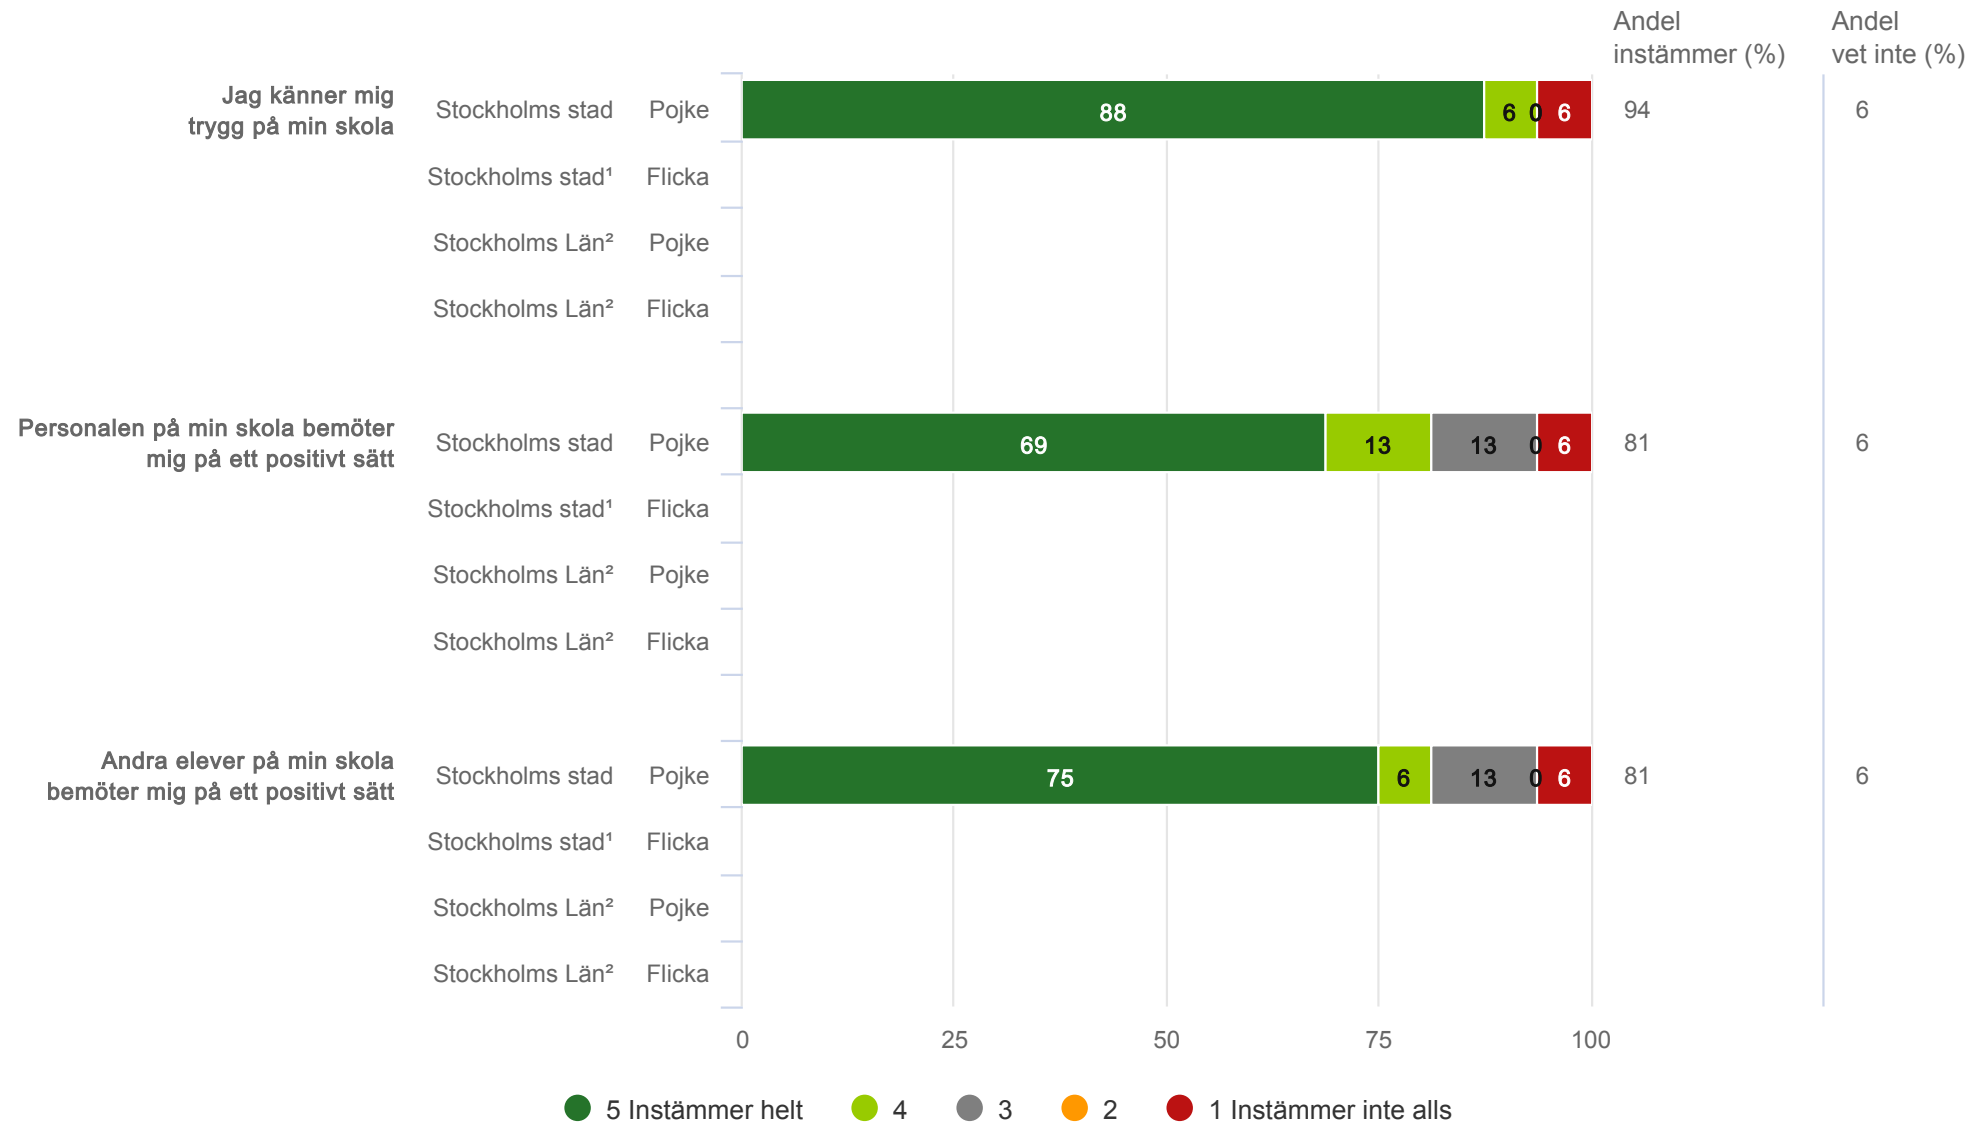 Andel
instämmer (%)
Andel
vet inte (%)
Jag känner mig
trygg på min skola
Stockholms stad Pojke 88 6 0 6 94 6
Stockholms stad¹ Flicka
Stockholms Län² Pojke
Stockholms Län² Flicka
Personalen på min skola bemöter
mig på ett positivt sätt
Stockholms stad Pojke 69 13 13 0 6 81 6
Stockholms stad¹ Flicka
Stockholms Län² Pojke
Stockholms Län² Flicka
Andra elever på min skola
bemöter mig på ett positivt sätt
Stockholms stad Pojke 75 6 13 0 6 81 6
Stockholms stad¹ Flicka
Stockholms Län² Pojke
Stockholms Län² Flicka
0 25 50 75 100
5 Instämmer helt 4 3 2 1 Instämmer inte alls